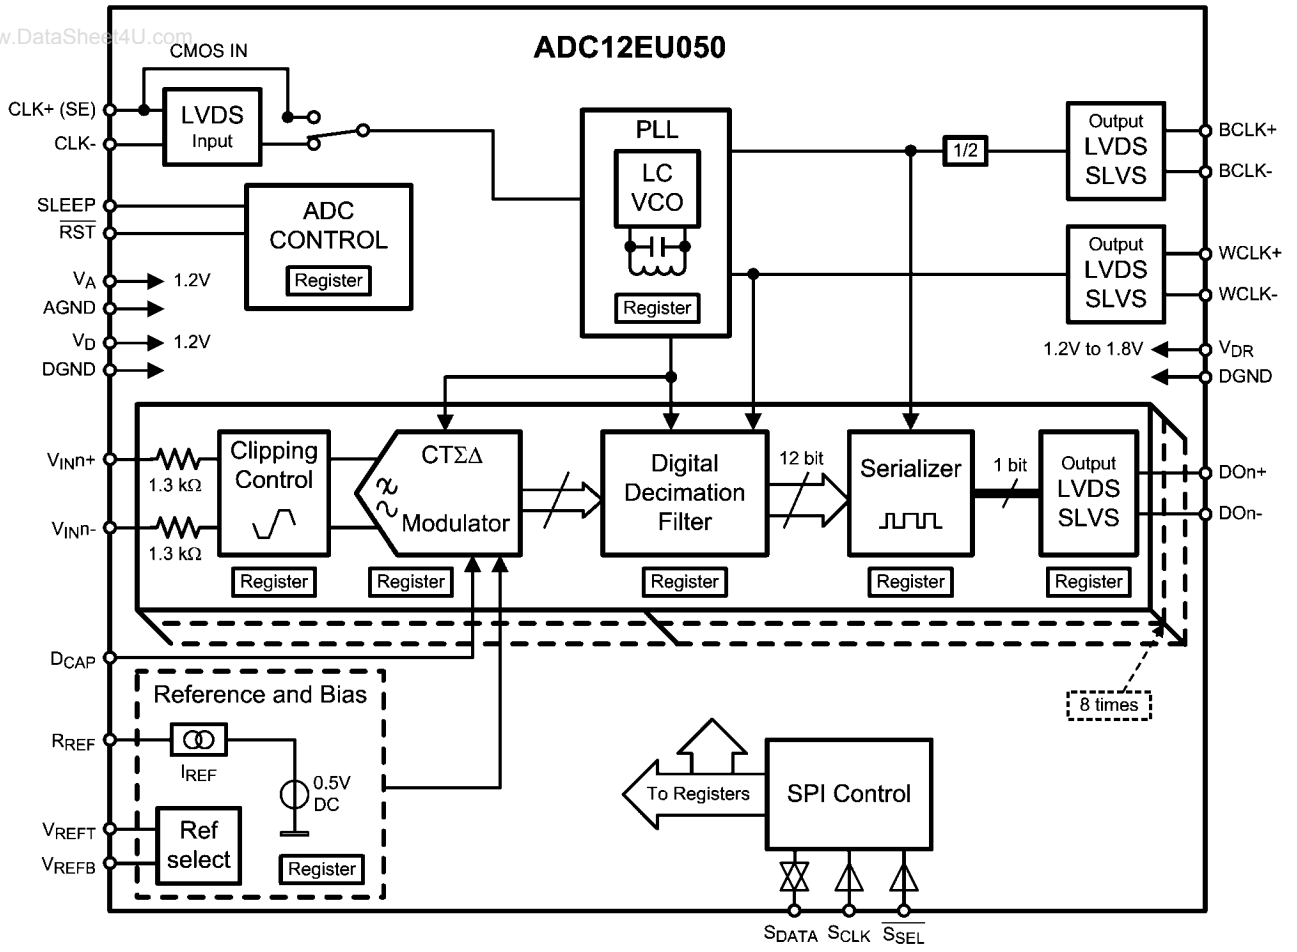 w.DataSheet4U.com
ADC12EU050
CMOS IN
CLK+ (SE)
CLK-
LVDS
Input
SLEEP
RST
ADC
CONTROL
Register
VA
1.2V
AGND
VD
1.2V
DGND
PLL
LC
VCO
Register
1/2
Output
LVDS
SLVS
BCLK+
BCLK-
Output
LVDS
SLVS
WCLK+
WCLK-
1.2V to 1.8V
VDR
DGND
VINn+
1.3 kΩ
VINn-
1.3 kΩ
Clipping
Control
Register
CTΣΔ
Modulator
Register
Digital
Decimation
Filter
Register
12 bit
Serializer
Register
1 bit
Output
LVDS
SLVS
Register
DOn+
DOn-
8 times
DCAP
Reference and Bias
RREF
IREF
0.5V
DC
VREFT
VREFB
Ref
select
Register
To Registers
SPI Control
SDATA
SCLK
SSEL